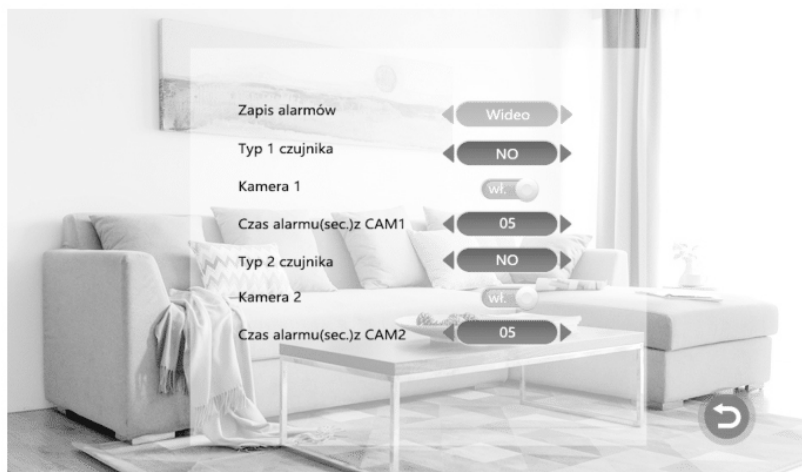 Zapis alarmów Wideo
Typ 1 czujnika NO
Kamera 1 wł.
Czas alarmu(sec.)z CAM1 05
Typ 2 czujnika NO
Kamera 2 wł.
Czas alarmu(sec.)z CAM2 05